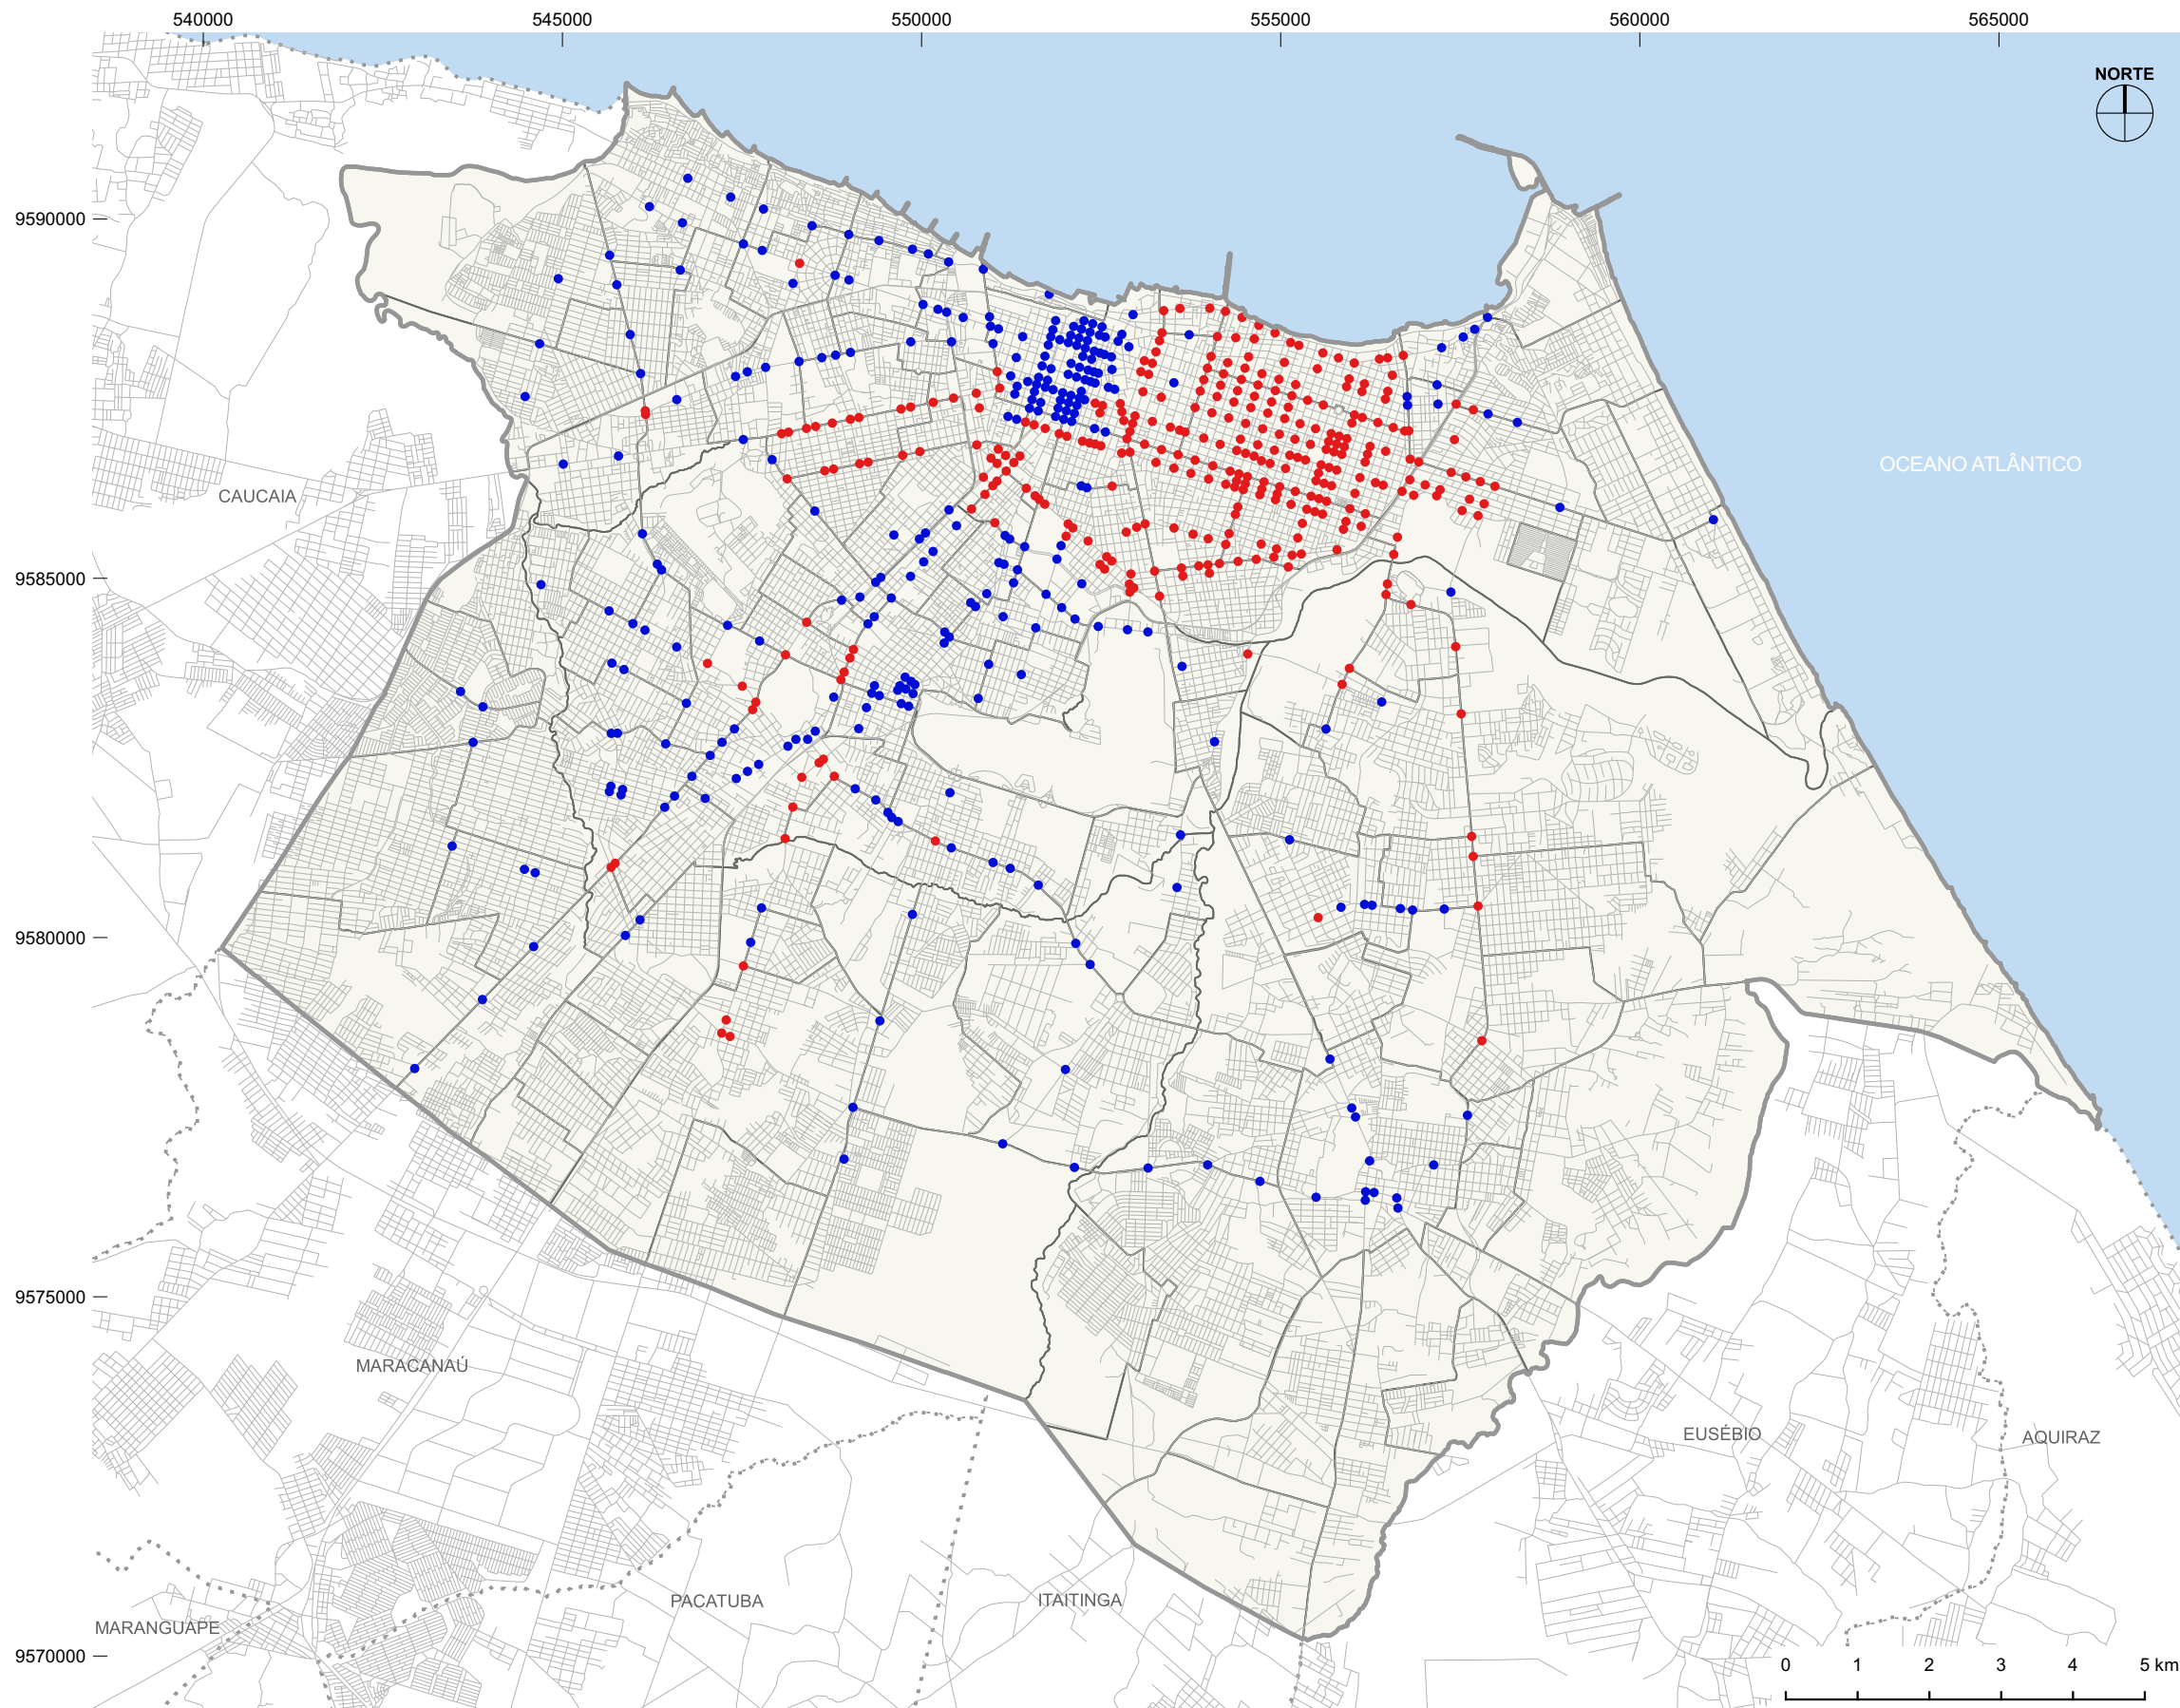 540000 545000 550000 555000 560000 565000
NORTE
9590000
OCEANO ATLÂNTICO
CAUCAIA
9585000
9580000
9575000
MARACANAÚ
EUSÉBIO
AQUIRAZ
PACATUBA
ITAITINGA
MARANGUAPE
9570000
0 1 2 3 4 5 km